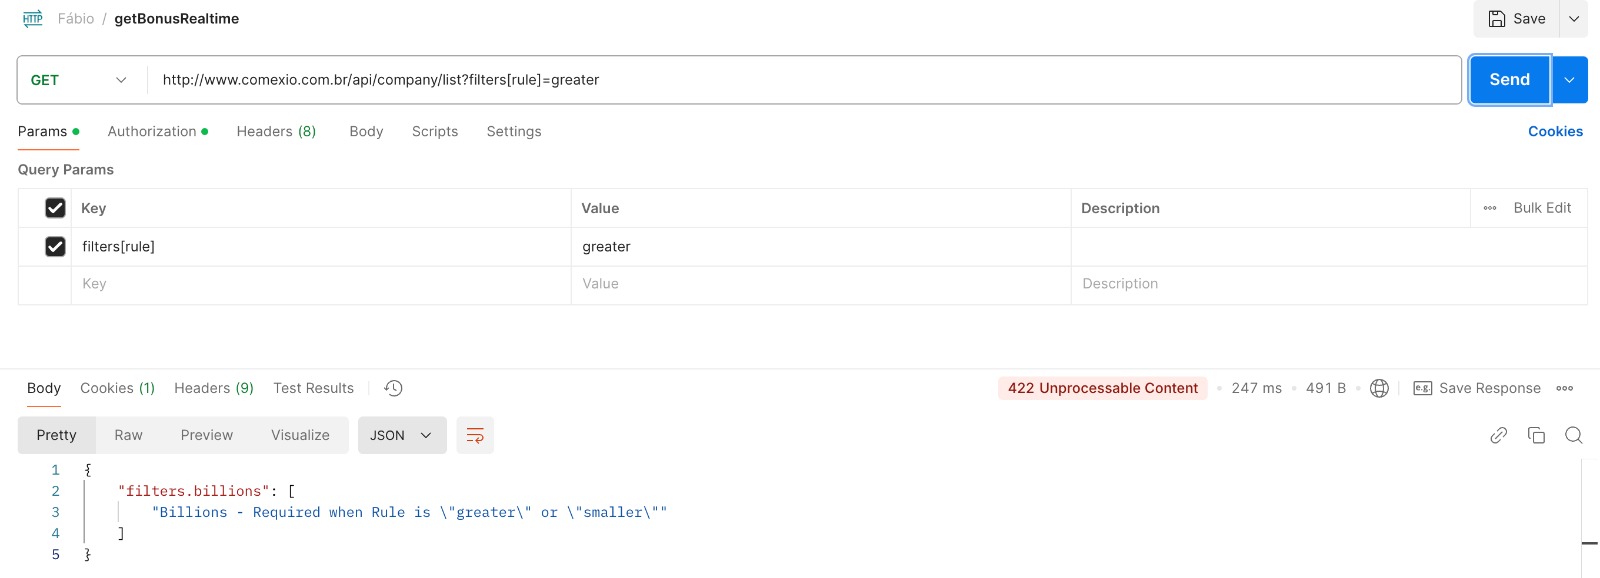 HTTP Fábio / getBonusRealtime Save
GET http://www.comexio.com.br/api/company/list?filters[rule]=greater Send
Params Authorization Headers (8) Body Scripts Settings Cookies
Query Params
Key Value Description Bulk Edit
filters[rule] greater
Key Value Description
Body Cookies (1) Headers (9) Test Results 422 Unprocessable Content 247 ms 491 B e.g. Save Response
Pretty Raw Preview Visualize JSON
1 {
2 "filters.billions": [
3 "Billions - Required when Rule is \"greater\" or \"smaller\""
4 ]
5 }